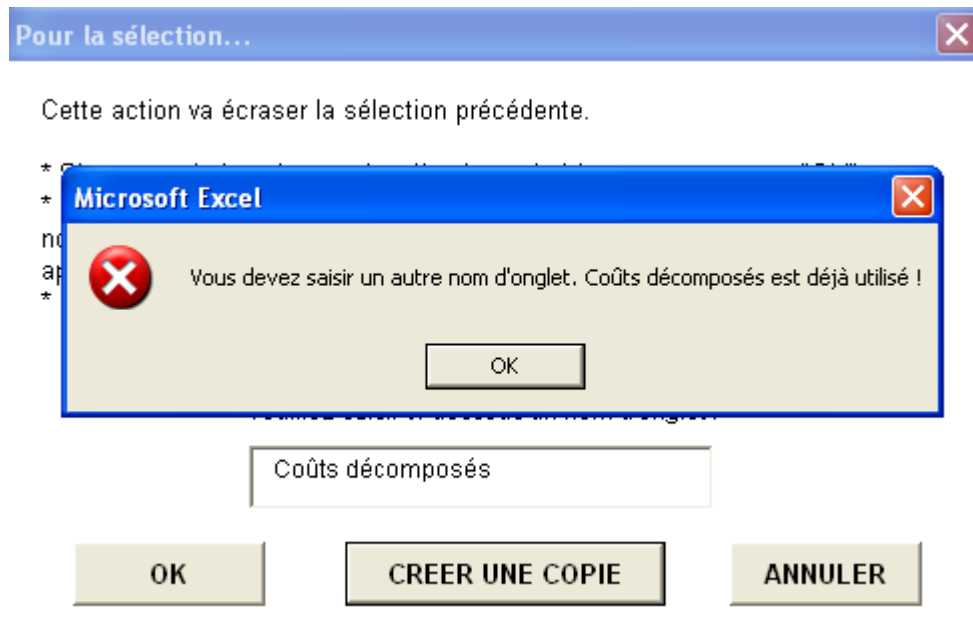 Pour la sélection...
Cette action va écraser la sélection précédente.
*
Microsoft Excel
*
*
Vous devez saisir un autre nom d'onglet. Coûts décomposés est déjà utilisé !
OK
Coûts décomposés
OK
CREER UNE COPIE
ANNULER